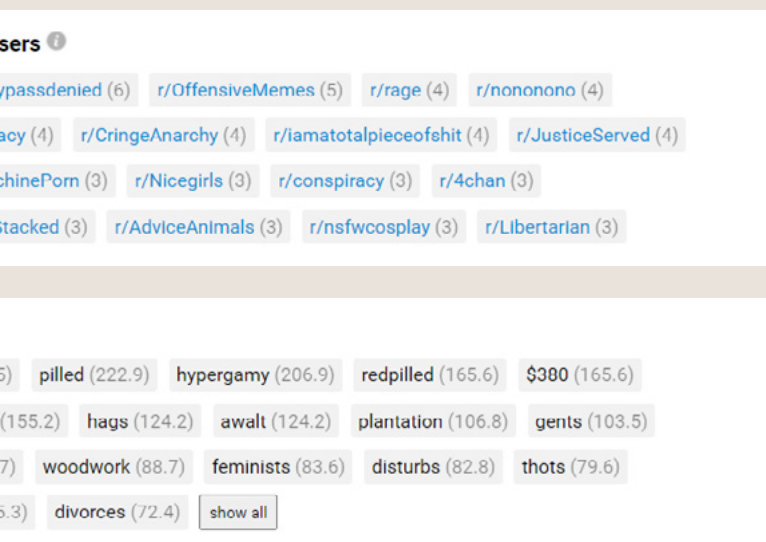 sers
ypassdenied (6) r/OffensiveMemes (5) r/rage (4) r/nononono (4)
acy (4) r/CringeAnarchy (4) r/iamatotalpieceofshit (4) r/JusticeServed (4)
chinePorn (3) r/Nicegirls (3) r/conspiracy (3) r/4chan (3)
Stacked (3) r/AdviceAnimals (3) r/nsfwcosplay (3) r/Libertarian (3)
5) pilled (222.9) hypergamy (206.9) redpilled (165.6) $380 (165.6)
(155.2) hags (124.2) awalt (124.2) plantation (106.8) gents (103.5)
7) woodwork (88.7) feminists (83.6) disturbs (82.8) thots (79.6)
5.3) divorces (72.4) show all